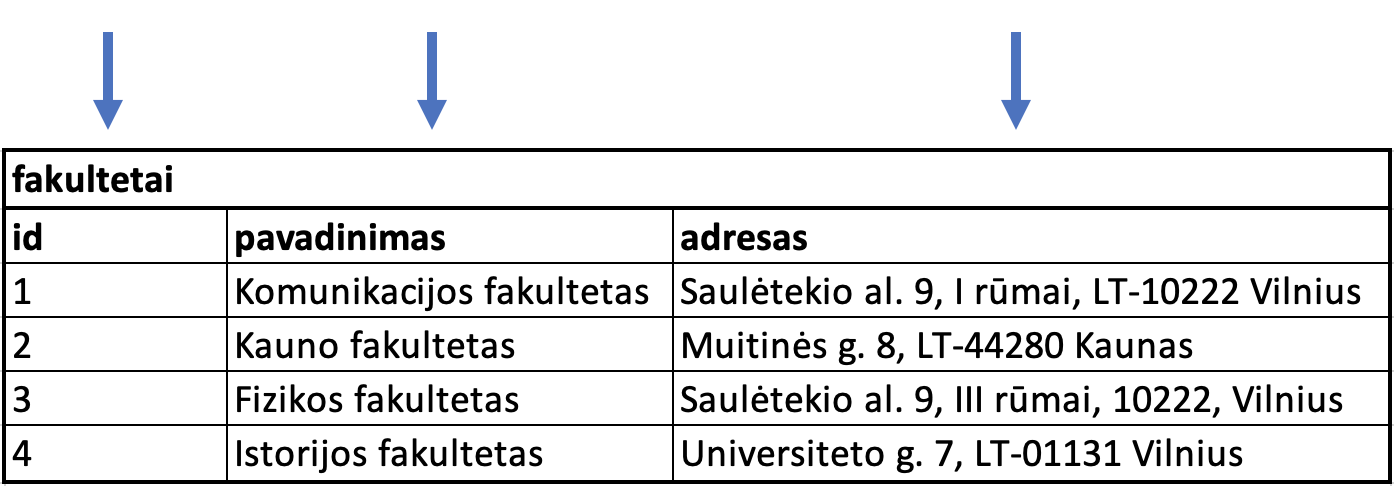 fakultetai
id pavadinimas adresas
1 Komunikacijos fakultetas Saulėtekio al. 9, I rūmai, LT-10222 Vilnius
2 Kauno fakultetas Muitinės g. 8, LT-44280 Kaunas
3 Fizikos fakultetas Saulėtekio al. 9, III rūmai, 10222, Vilnius
4 Istorijos fakultetas Universiteto g. 7, LT-01131 Vilnius